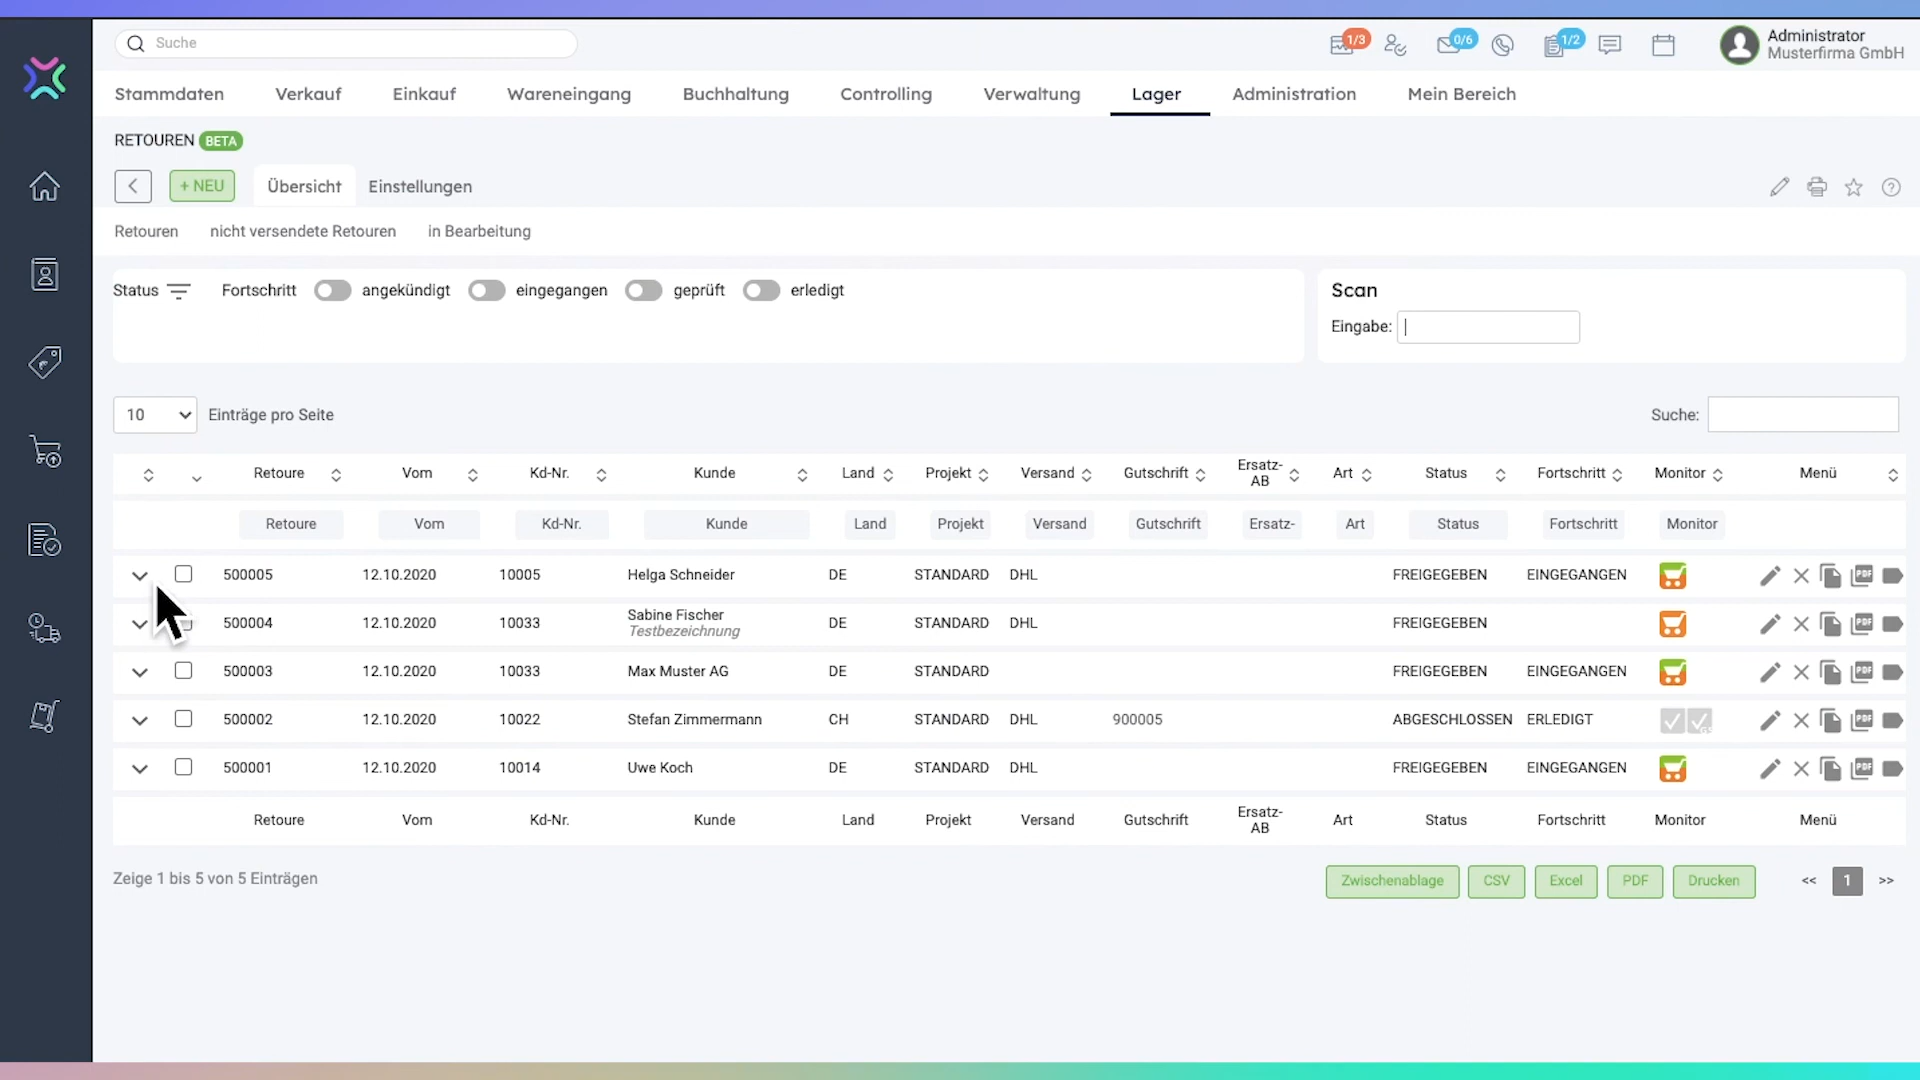 Suche
1/3
0/6
1/2
Administrator
Musterfirma GmbH
Stammdaten Verkauf Einkauf Wareneingang Buchhaltung Controlling Verwaltung Lager Administration Mein Bereich
RETOUREN BETA
+ NEU Übersicht Einstellungen
Retouren nicht versendete Retouren in Bearbeitung
Status Fortschritt angekündigt eingegangen geprüft erledigt
Scan
Eingabe:
10 Einträge pro Seite
Suche:
Retoure Vom Kd-Nr. Kunde Land Projekt Versand Gutschrift Ersatz-AB Art Status Fortschritt Monitor Menü
Retoure Vom Kd-Nr. Kunde Land Projekt Versand Gutschrift Ersatz- Art Status Fortschritt Monitor
500005 12.10.2020 10005 Helga Schneider DE STANDARD DHL FREIGEGEBEN EINGEGANGEN PDF
500004 12.10.2020 10033 Sabine Fischer DE STANDARD DHL FREIGEGEBEN PDF
Testbezeichnung
500003 12.10.2020 10033 Max Muster AG DE STANDARD FREIGEGEBEN EINGEGANGEN PDF
500002 12.10.2020 10022 Stefan Zimmermann CH STANDARD DHL 900005 ABGESCHLOSSEN ERLEDIGT PDF
500001 12.10.2020 10014 Uwe Koch DE STANDARD DHL FREIGEGEBEN EINGEGANGEN PDF
Retoure Vom Kd-Nr. Kunde Land Projekt Versand Gutschrift Ersatz-AB Art Status Fortschritt Monitor Menü
Zeige 1 bis 5 von 5 Einträgen
Zwischenablage CSV Excel PDF Drucken << 1 >>